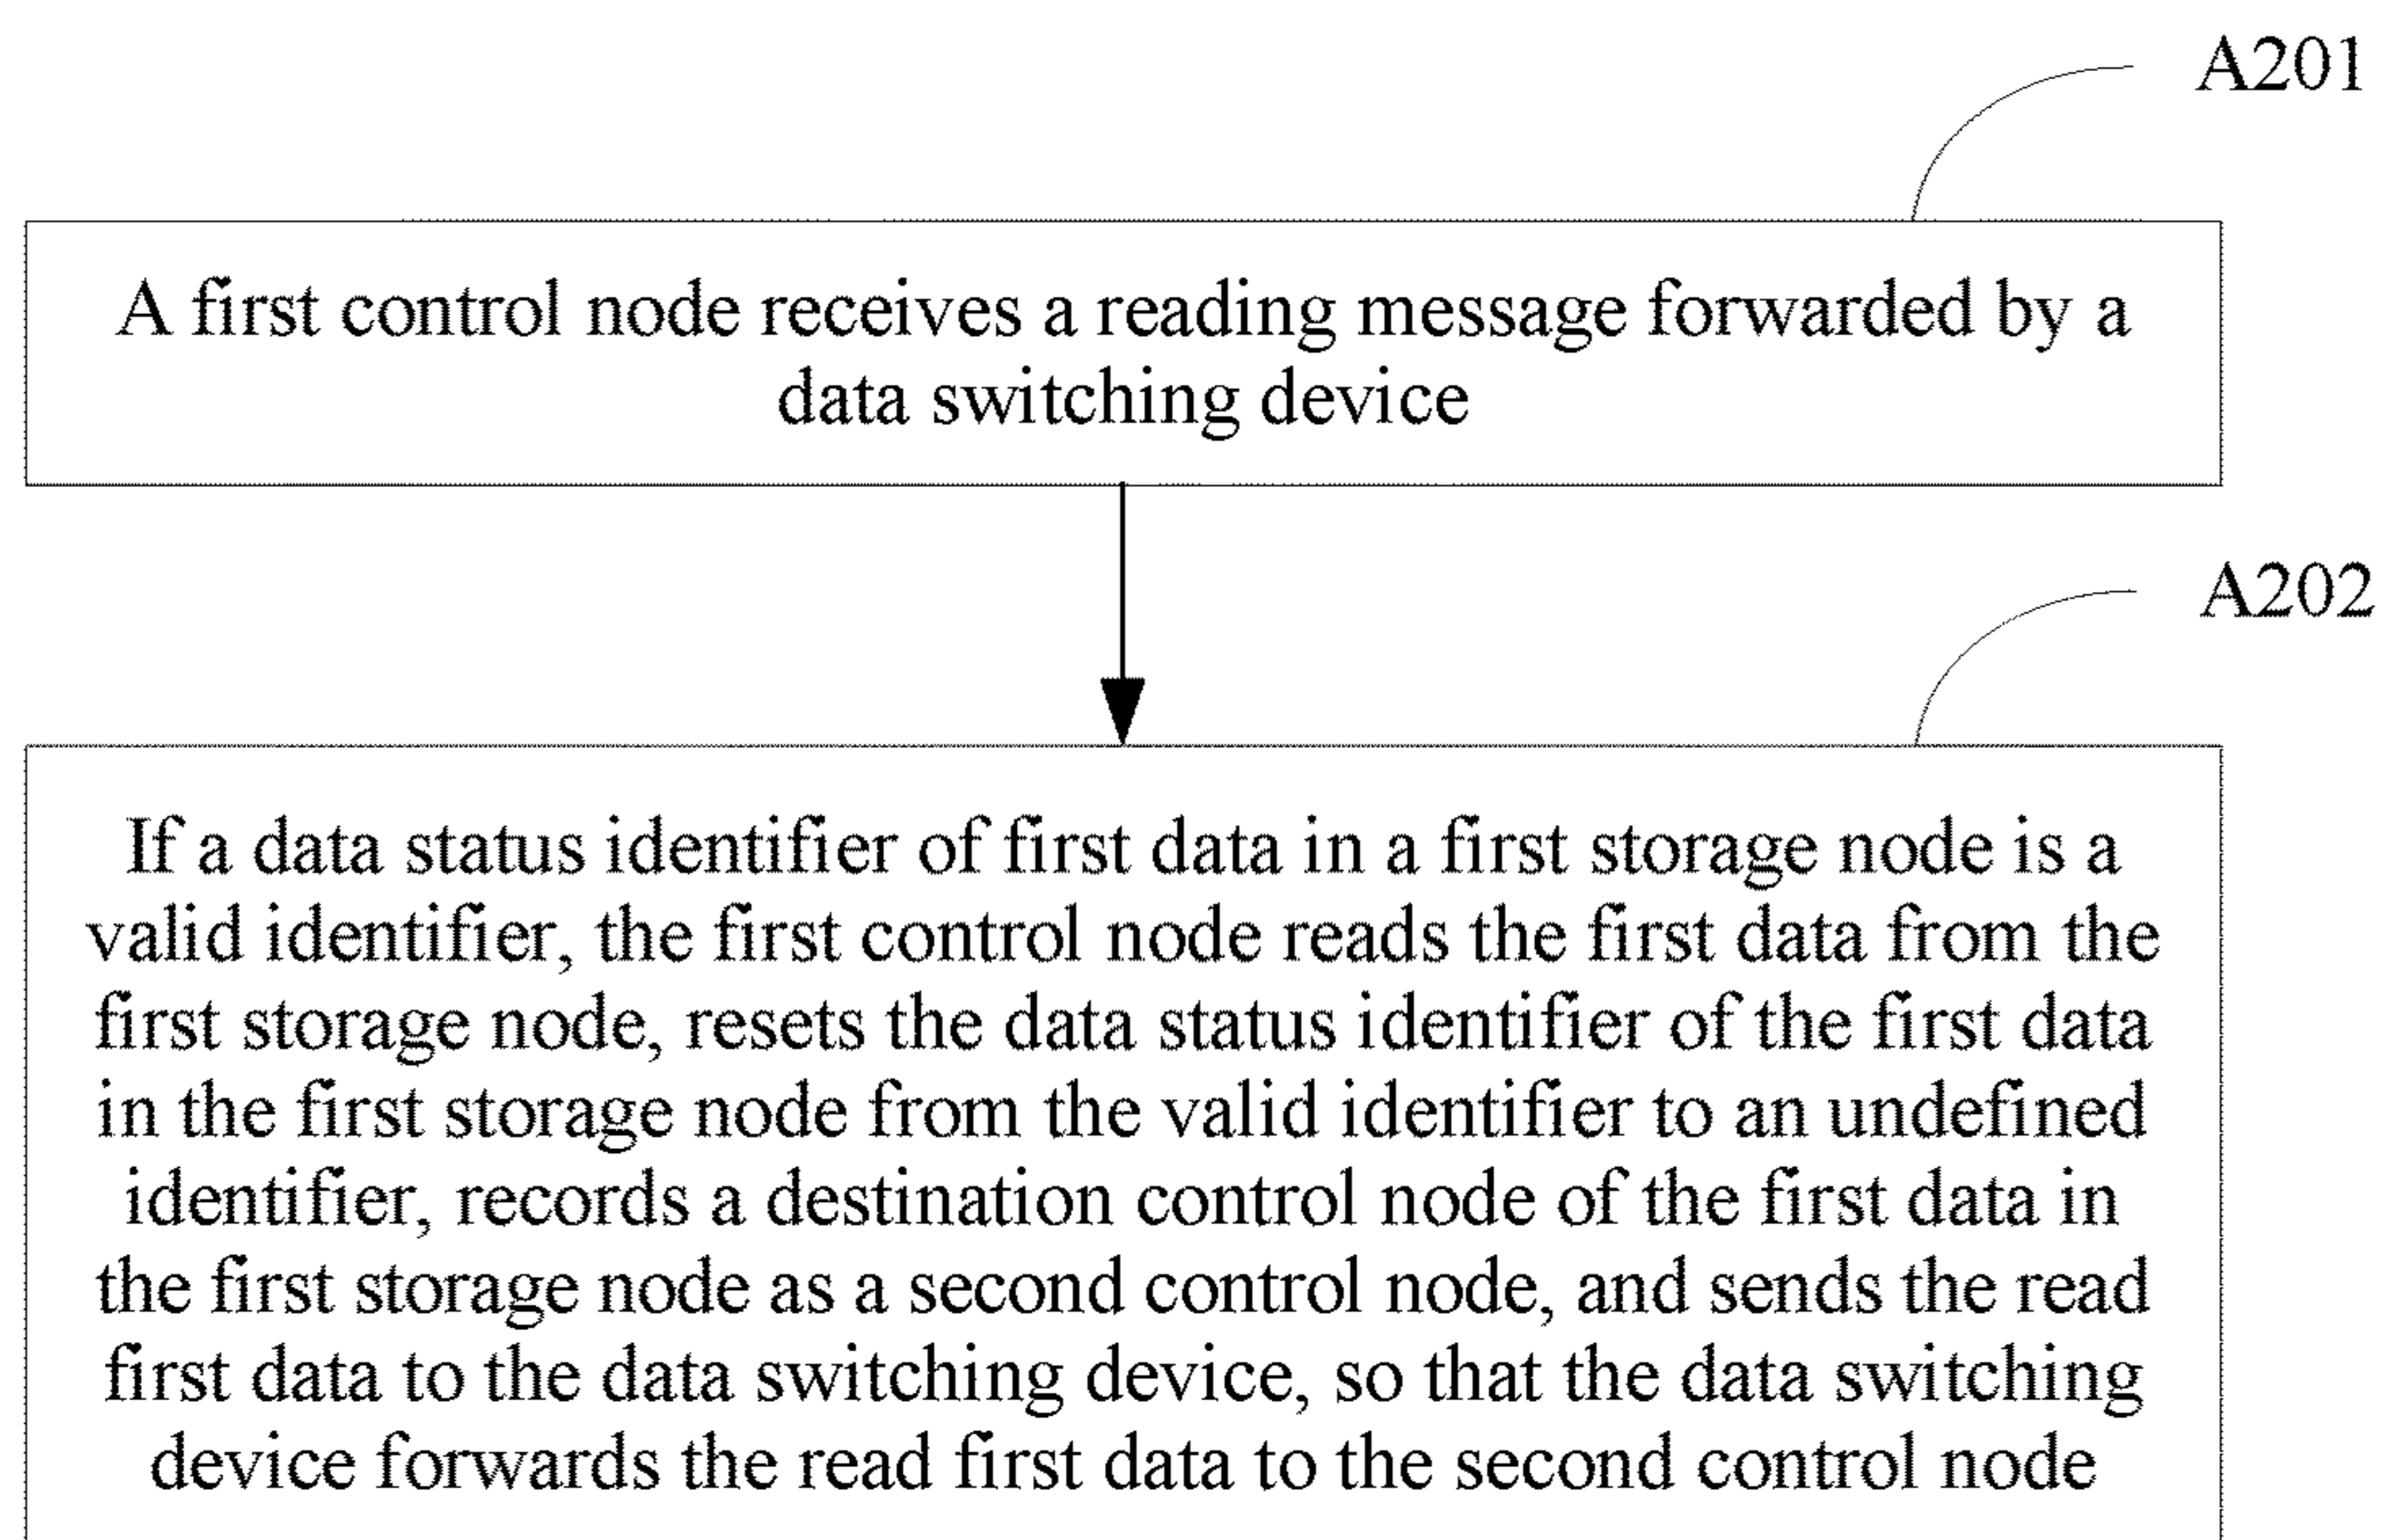 A201
A first control node receives a reading message forwarded by a
data switching device
A202
If a data status identifier of first data in a first storage node is a
valid identifier, the first control node reads the first data from the
first storage node, resets the data status identifier of the first data
in the first storage node from the valid identifier to an undefined
identifier, records a destination control node of the first data in
the first storage node as a second control node, and sends the read
first data to the data switching device, so that the data switching
device forwards the read first data to the second control node